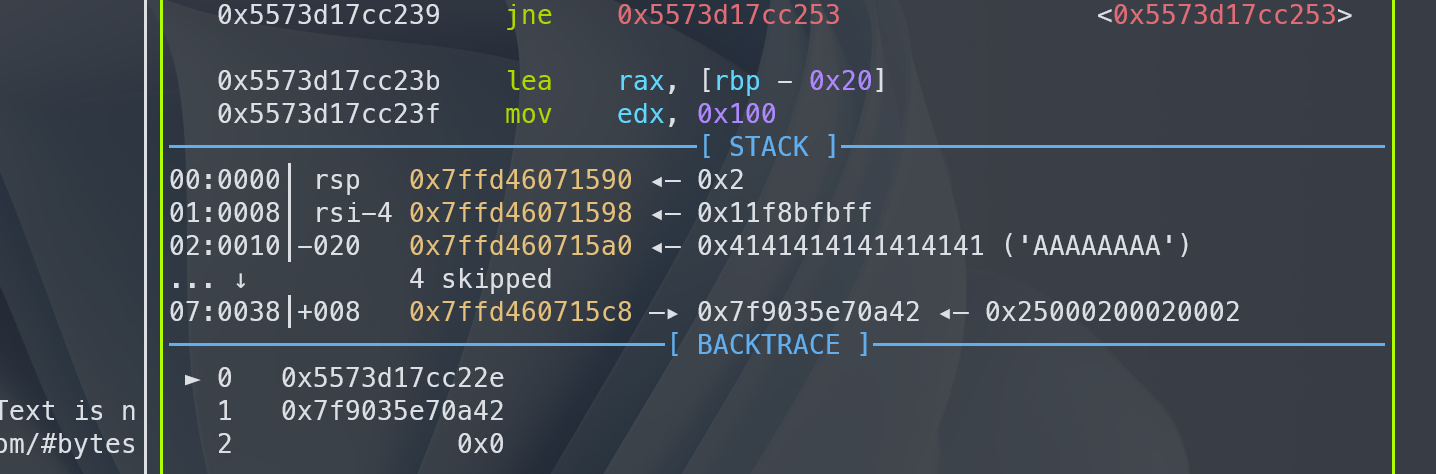 0x5573d17cc239 jne 0x5573d17cc253 <0x5573d17cc253>
0x5573d17cc23b lea rax, [rbp - 0x20]
0x5573d17cc23f mov edx, 0x100
[ STACK ]
00:0000│ rsp 0x7ffd46071590 ◂— 0x2
01:0008│ rsi-4 0x7ffd46071598 ◂— 0x11f8bfbff
02:0010│-020 0x7ffd460715a0 ◂— 0x4141414141414141 ('AAAAAAAA')
... ↓ 4 skipped
07:0038│+008 0x7ffd460715c8 —▸ 0x7f9035e70a42 ◂— 0x25000200020002
[ BACKTRACE ]
► 0 0x5573d17cc22e
Text is n 1 0x7f9035e70a42
om/#bytes 2 0x0